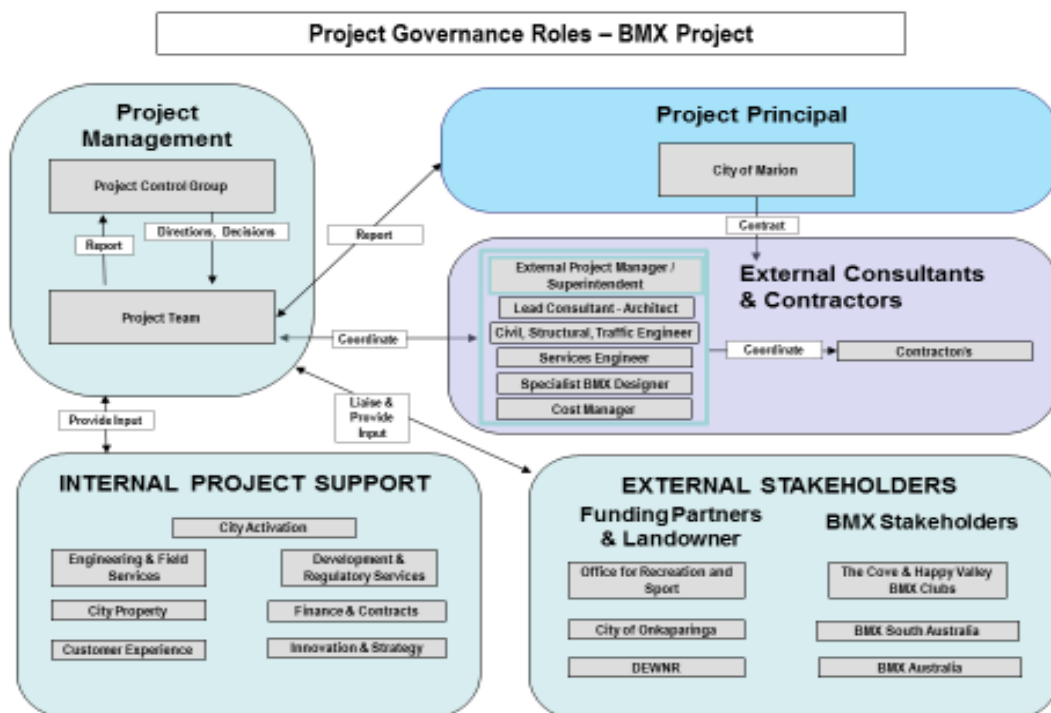 Project Governance Roles – BMX Project
Project
Management
Project Control Group
Report
Directions, Decisions
Project Team
Report
Project Principal
City of Marion
Contract
External Consultants
& Contractors
External Project Manager /
Superintendent
Lead Consultant - Architect
Civil, Structural, Traffic Engineer
Services Engineer
Specialist BMX Designer
Cost Manager
Coordinate
Coordinate
Contracton's
Provide Input
Liaise &
Provide
Input
INTERNAL PROJECT SUPPORT
City Activation
Engineering & Field
Services
Development &
Regulatory Services
City Property
Finance & Contracts
Customer Experience
Innovation & Strategy
EXTERNAL STAKEHOLDERS
Funding Partners
& Landowner
BMX Stakeholders
Office for Recreation and
Sport
The Cove & Happy Valley
BMX Clubs
City of Onkaparinga
BMX South Australia
DEWNR
BMX Australia